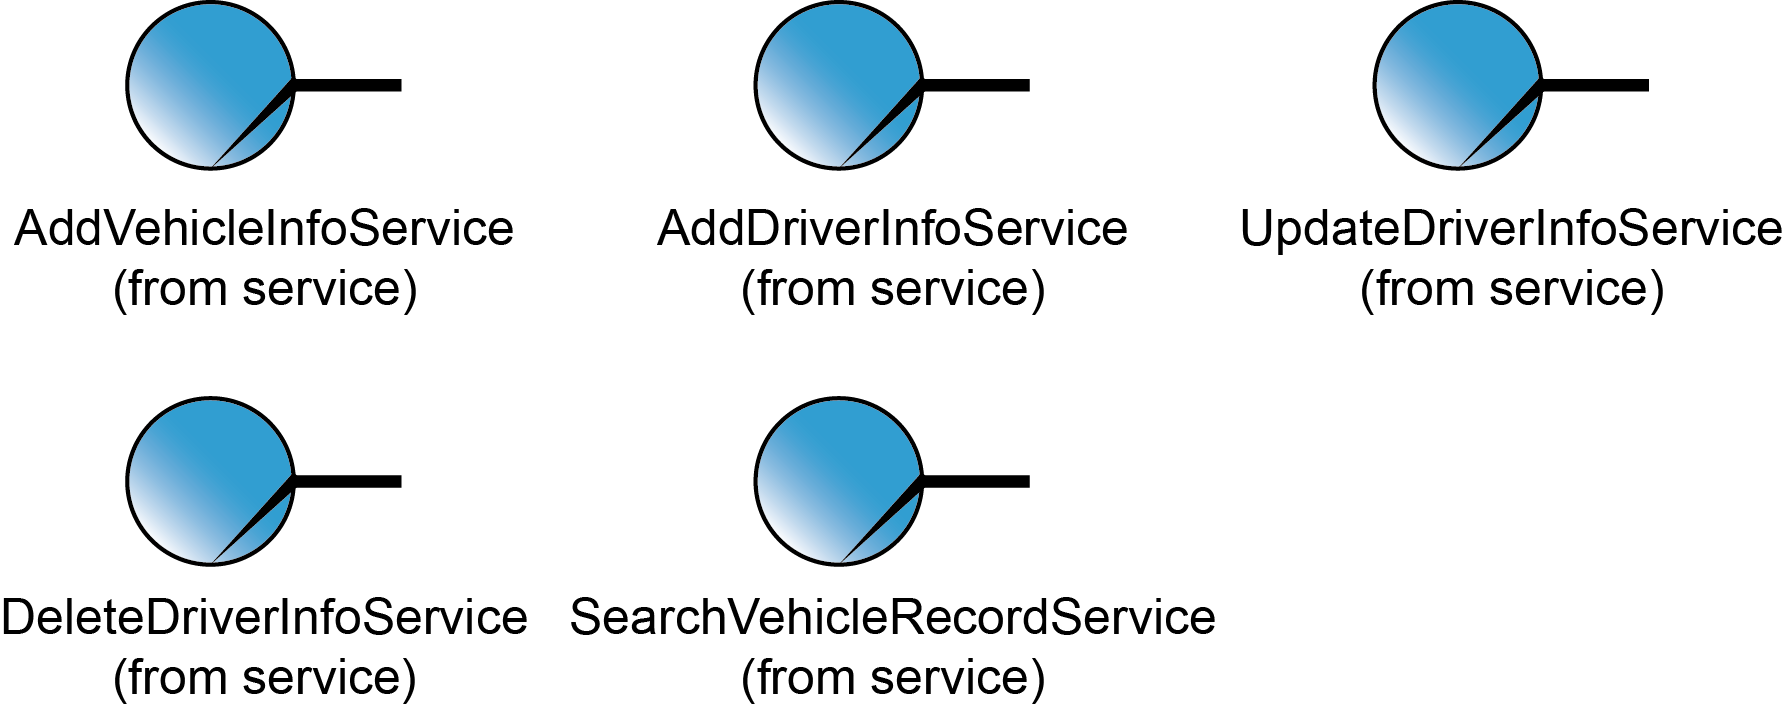 AddVehicleInfoService
(from service)
AddDriverInfoService
(from service)
UpdateDriverInfoService
(from service)
DeleteDriverInfoService
(from service)
SearchVehicleRecordService
(from service)